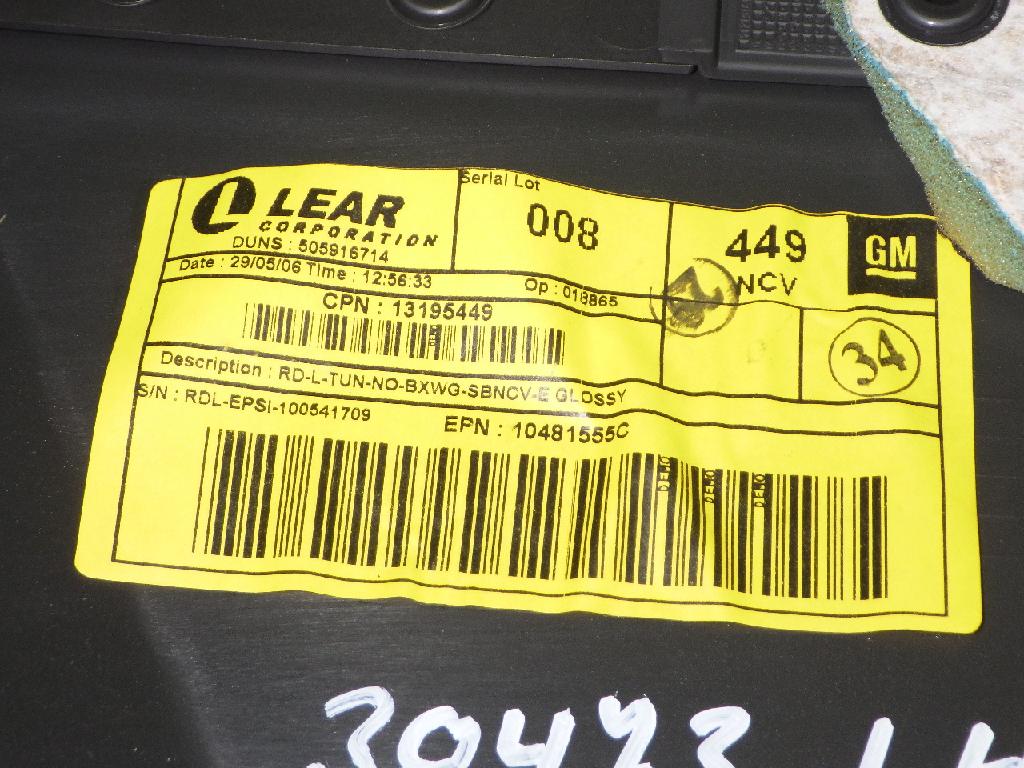 LEAR
CORPORATION
DUNS : 505916714
Serial Lot
008
449
NCV
GM
Date : 29/05/06 Time : 12:56:33
Op : 018865
CPN : 13195449
34
Description : RD-L-TUN-NO-BXWG-SBNCV-E GLOSSY
S/N : RDL-EPSI-100541709
EPN : 10481555C